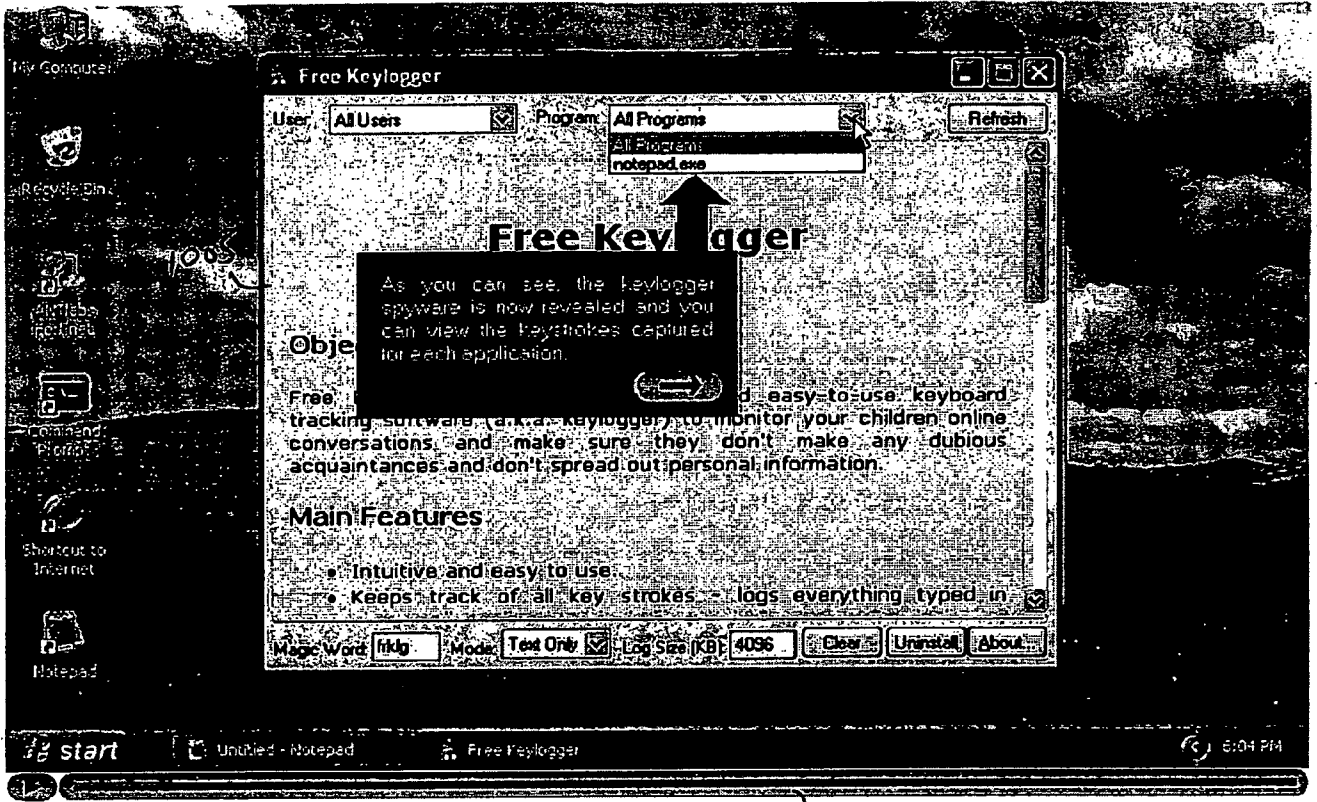 My Computer
Free Keylogger
User: All Users Program: All Programs Refresh
All Programs
notepad.exe
Recycle Bin
Free Key gger
1005
As you can see, the keylogger
spyware is now revealed and you
can view the keystrokes captured
for each application.
Obje
Free, easy-to-use keyboard
tracking software (a.k.a. keylogger) to monitor your children online
conversations and make sure they don't make any dubious
acquaintances and don't spread out personal information.
Command
Prompt
Main Features
Shortcut to
Internet
• Intuitive and easy to use.
• Keeps track of all key strokes - logs everything typed in
Magic Word: frklg Mode: Text Only Log Size (KB): 4096 Clear Uninstall About...
Notepad
start Untitled - Notepad Free Keylogger 6:04 PM